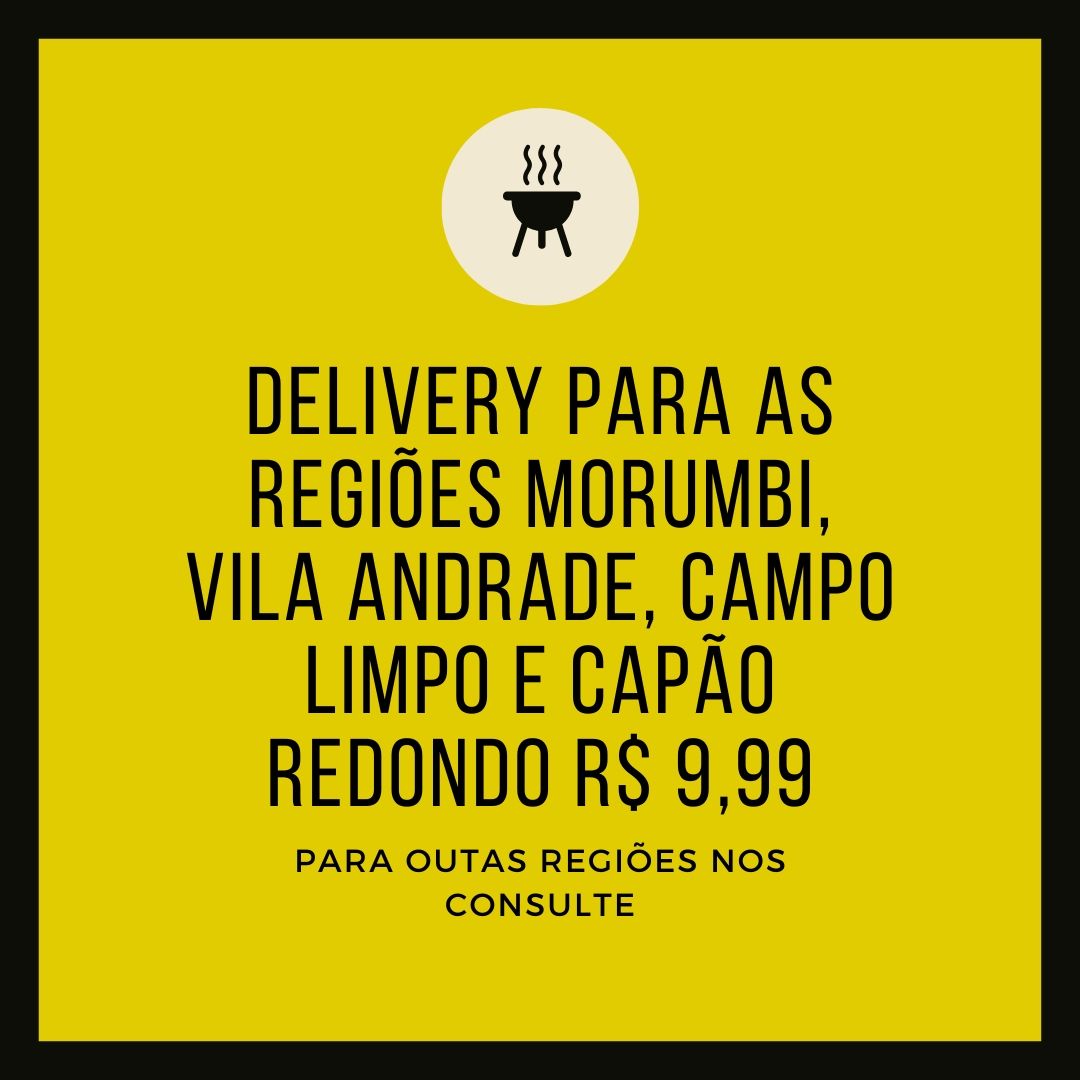 DELIVERY PARA AS
REGIÕES MORUMBI,
VILA ANDRADE, CAMPO
LIMPO E CAPÃO
REDONDO R$ 9,99
PARA OUTAS REGIÕES NOS
CONSULTE